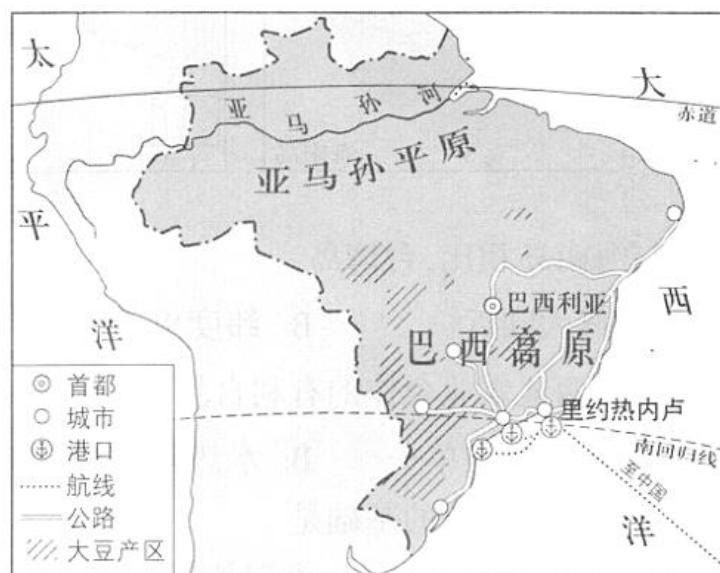 太
平
洋
大
西
洋
赤道
亚马孙河
亚马孙平原
巴西利亚
巴西高原
里约热内卢
南回归线
至中国
首都
城市
港口
航线
公路
大豆产区